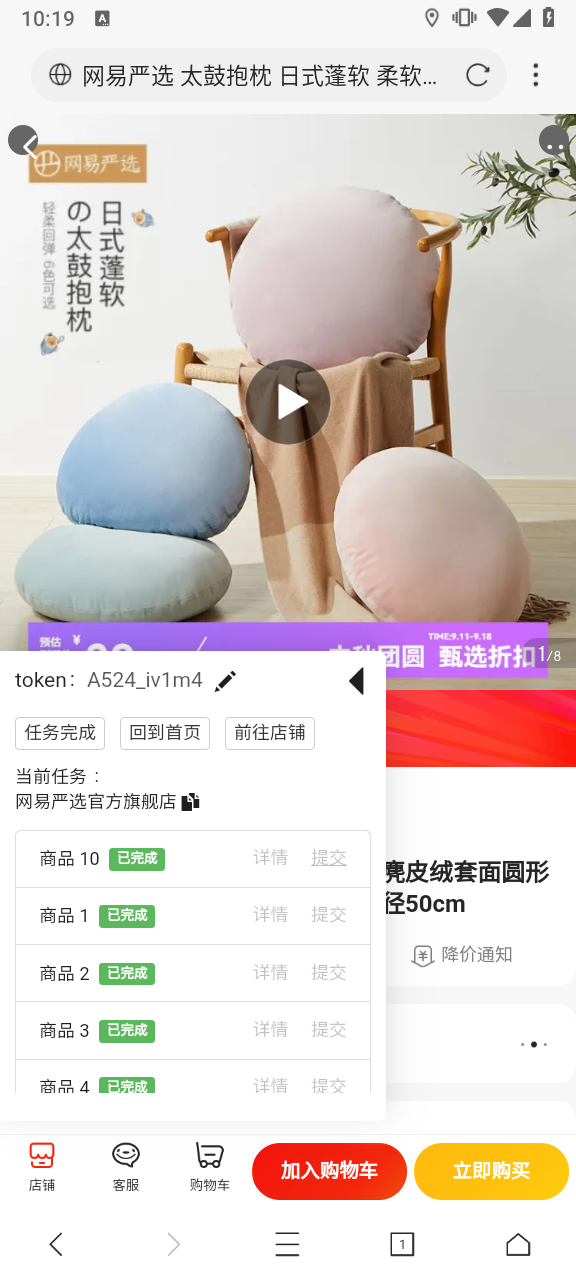 10:19
A
网易严选 太鼓抱枕 日式蓬软 柔软...
网易严选
日式蓬软
の太鼓抱枕
轻柔回弹 6色可选
预估
¥
TIME:9.11-9.18
中秋团圆 甄选折扣
1/8
token: A524_iv1m4
任务完成 回到首页 前往店铺
当前任务：
网易严选官方旗舰店
商品 10 已完成 详情 提交
商品 1 已完成 详情 提交
商品 2 已完成 详情 提交
商品 3 已完成 详情 提交
商品 4 已完成 详情 提交
麂皮绒套面圆形
径50cm
¥ 降价通知
店铺 客服 购物车 加入购物车 立即购买
1